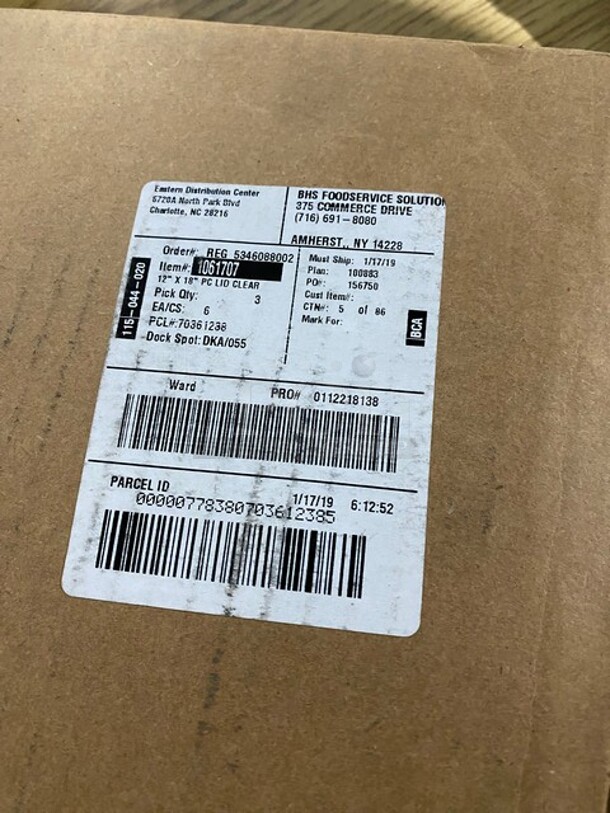 Eastern Distribution Center
5720A North Park Blvd
Charlotte, NC 28216
BHS FOODSERVICE SOLUTION
375 COMMERCE DRIVE
(716) 691-8080
AMHERST,, NY 14228
Order#: REG 5346088002
Item#: 1061707
12" X 18" PC LID CLEAR
Pick Qty: 3
EA/CS: 6
PCL#:70361238
Dock Spot: DKA/055
115-044-020
Must Ship: 1/17/19
Plan: 100883
PO#: 156750
Cust Item#:
CTN#: 5 of 86
Mark For:
BCA
Ward PRO# 0112218138
PARCEL ID 1/17/19 6:12:52
00000778380703612385